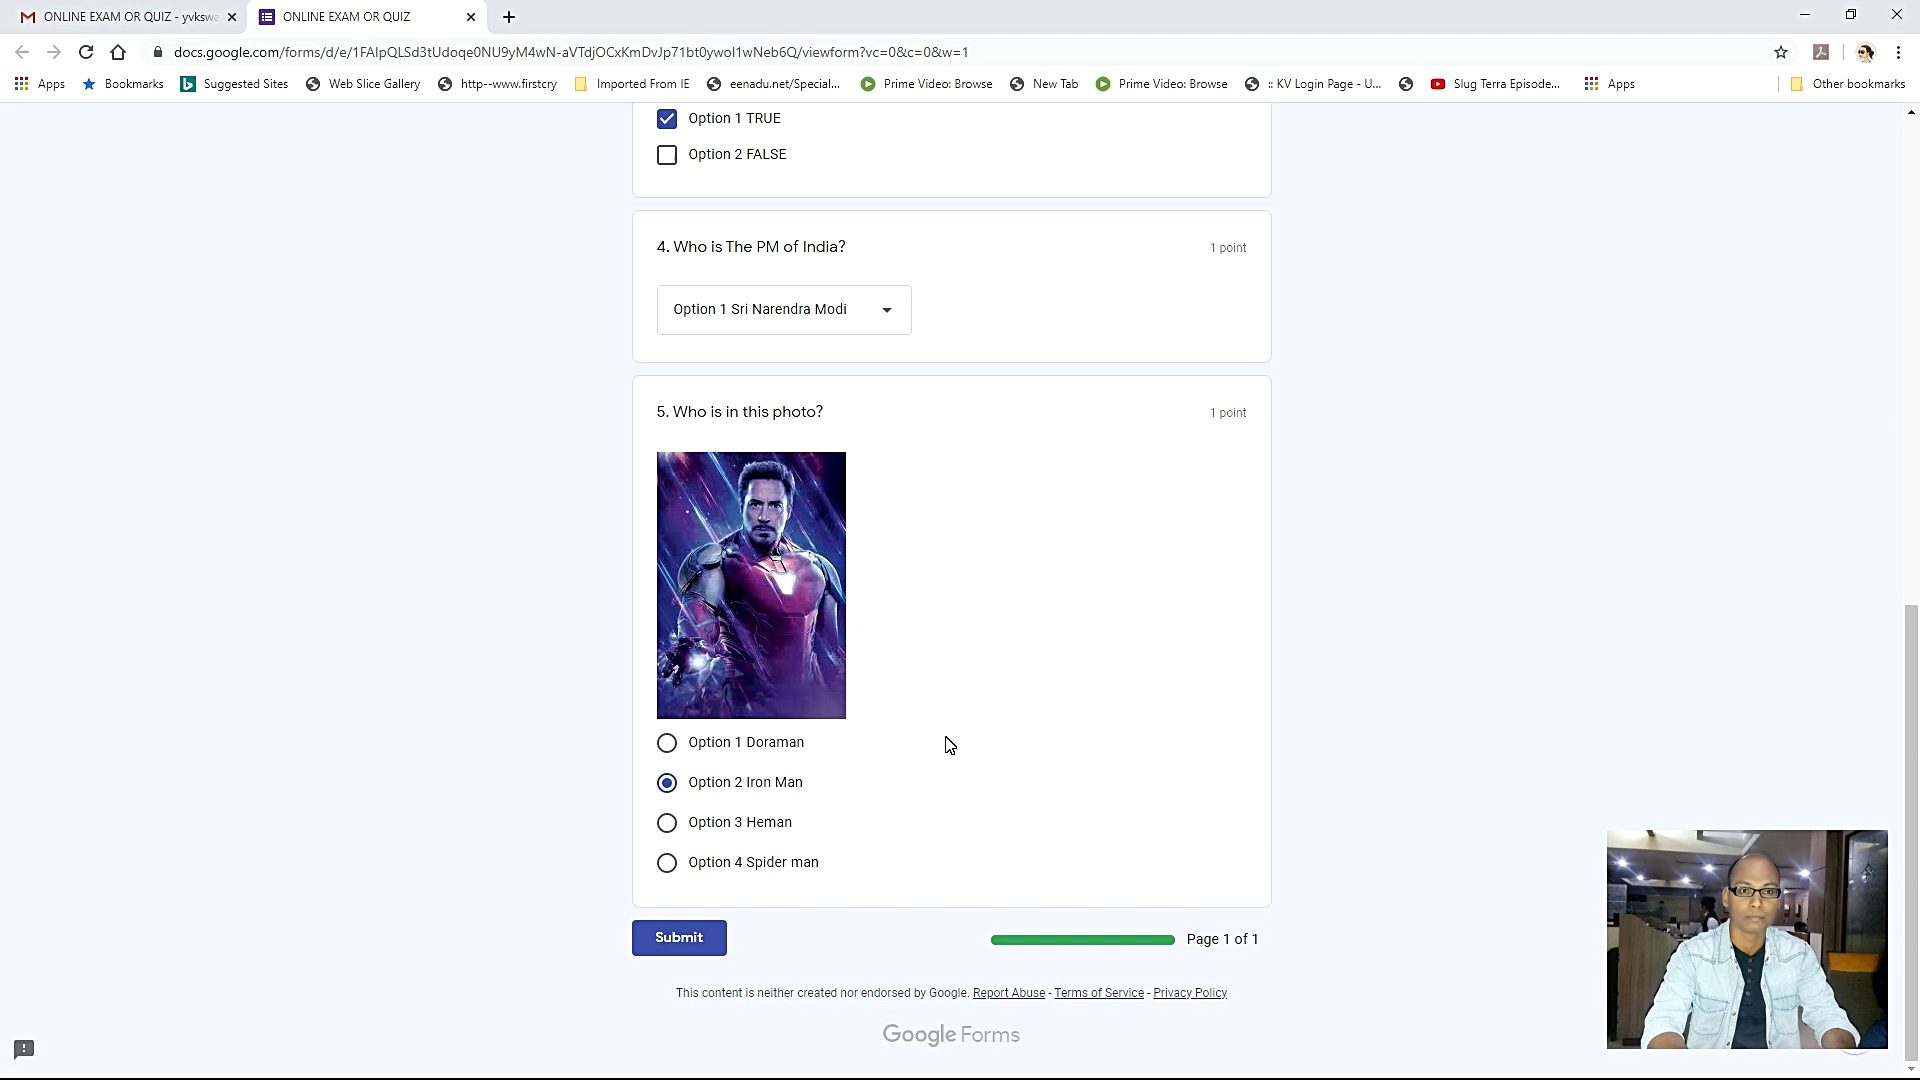 ONLINE EXAM OR QUIZ - yvkswa
ONLINE EXAM OR QUIZ
docs.google.com/forms/d/e/1FAIpQLSd3tUdoqe0NU9yM4wN-aVTdjOCxKmDvJp71bt0ywoI1wNeb6Q/viewform?vc=0&c=0&w=1
Apps Bookmarks Suggested Sites Web Slice Gallery http--www.firstcry Imported From IE eenadu.net/Special... Prime Video: Browse New Tab Prime Video: Browse :: KV Login Page - U... Slug Terra Episode... Apps Other bookmarks
Option 1 TRUE
Option 2 FALSE
4. Who is The PM of India? 1 point
Option 1 Sri Narendra Modi
5. Who is in this photo? 1 point
Option 1 Doraman
Option 2 Iron Man
Option 3 Heman
Option 4 Spider man
Submit
Page 1 of 1
This content is neither created nor endorsed by Google. Report Abuse - Terms of Service - Privacy Policy
Google Forms